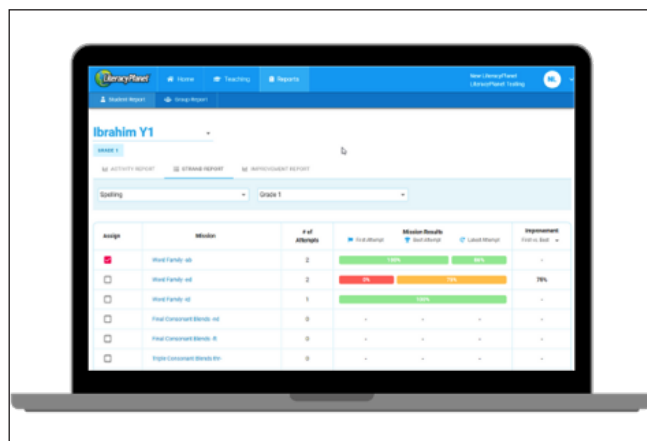 LiteracyPlanet
Home Teaching Reports
New LiteracyPlanet
LiteracyPlanet Testing
NL
Student Report Group Report
Ibrahim Y1
GRADE 1
ACTIVITY REPORT STRAND REPORT IMPROVEMENT REPORT
Spelling Grade 1
Assign Mission # of Attempts Mission Results Improvement
First Attempt Best Attempt Latest Attempt First vs. Best
Word Family -ab 2 100% -
Word Family -ed 2 0% 78%
Word Family -id 1 100% -
Final Consonant Blends -nd 0 - - - -
Final Consonant Blends -ft 0 - - - -
Triple Consonant Blends thr- 0 - - - -